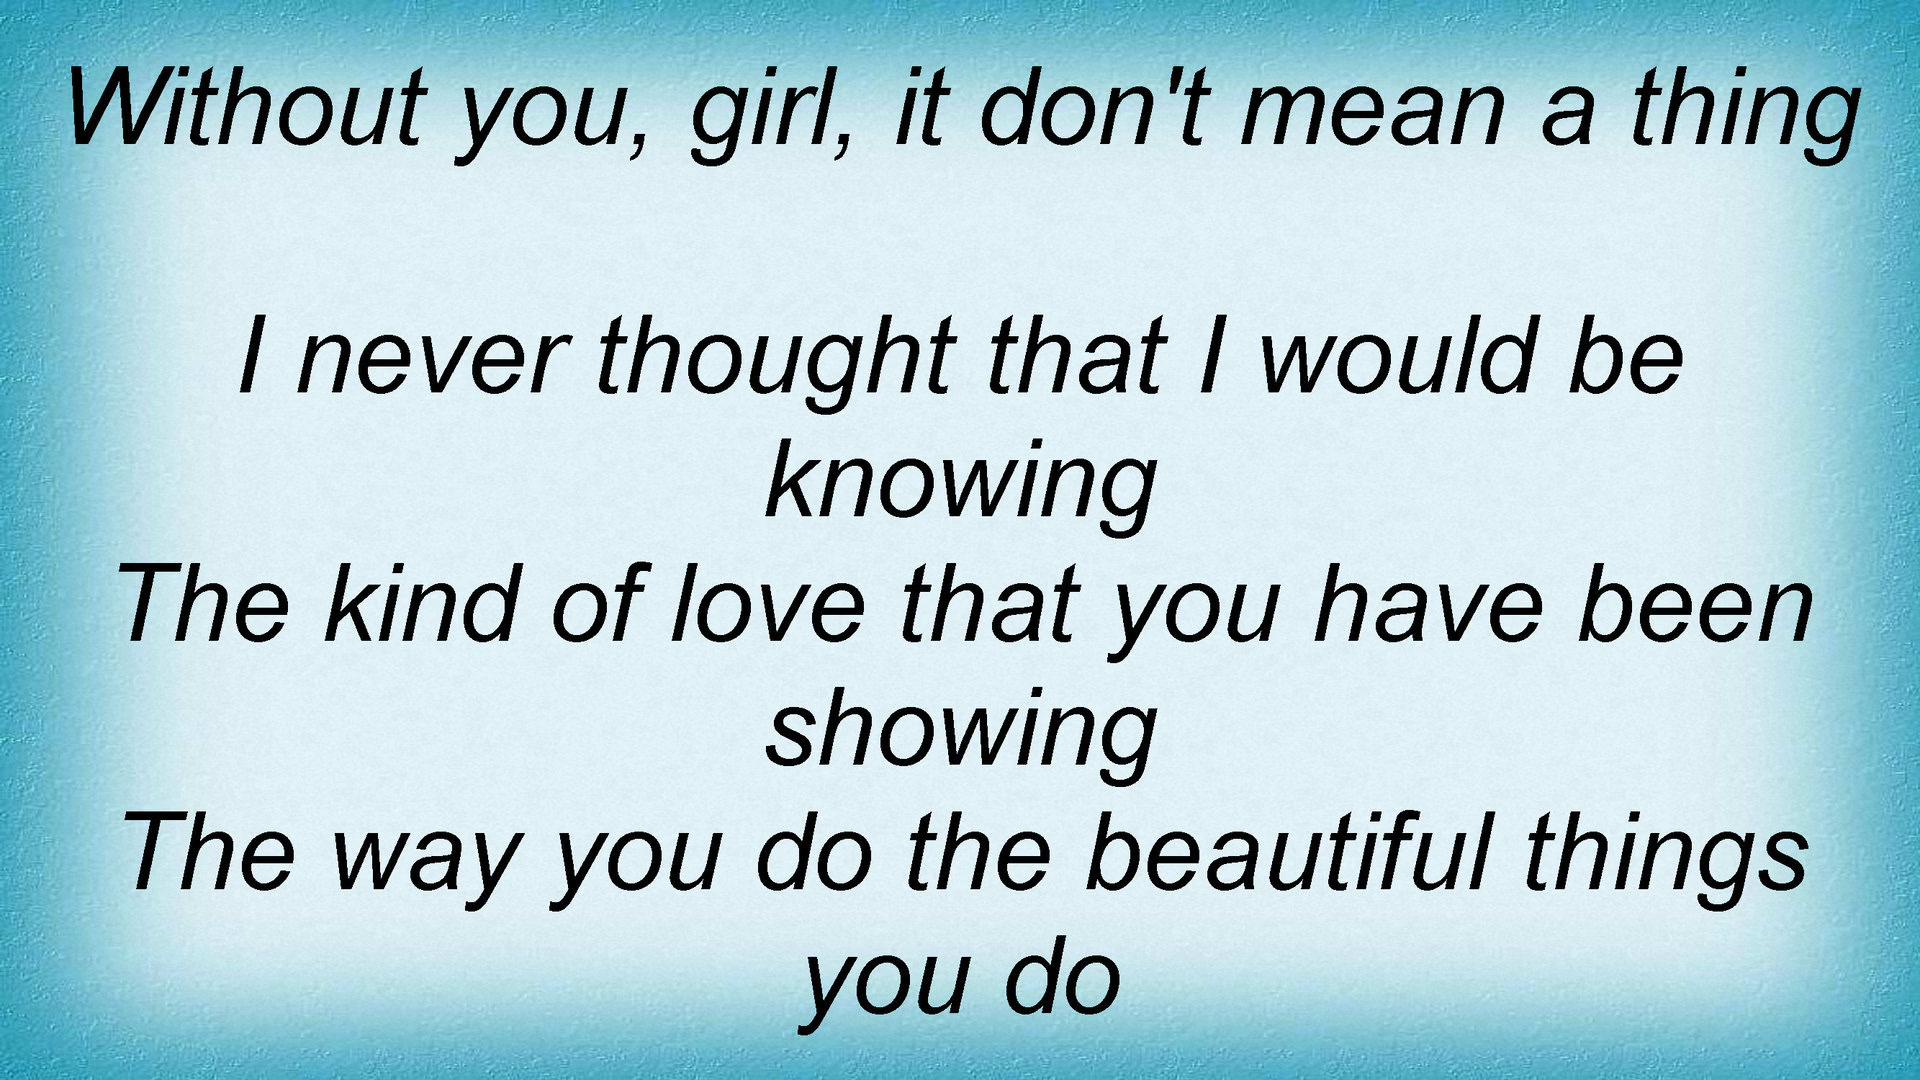 Without you, girl, it don't mean a thing
I never thought that I would be
knowing
The kind of love that you have been
showing
The way you do the beautiful things
you do